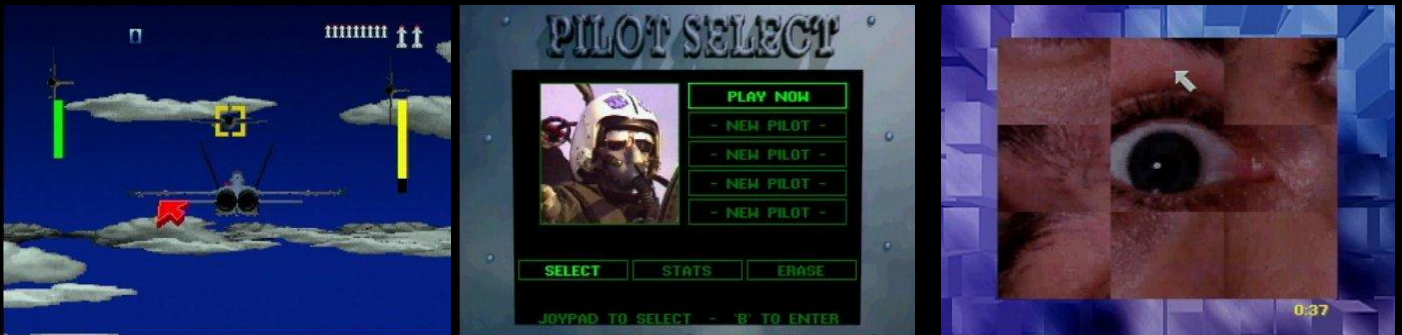 PILOT SELECT
PLAY NOW
- NEW PILOT -
- NEW PILOT -
- NEW PILOT -
- NEW PILOT -
SELECT STATS ERASE
JOYPAD TO SELECT - 'B' TO ENTER
0:37